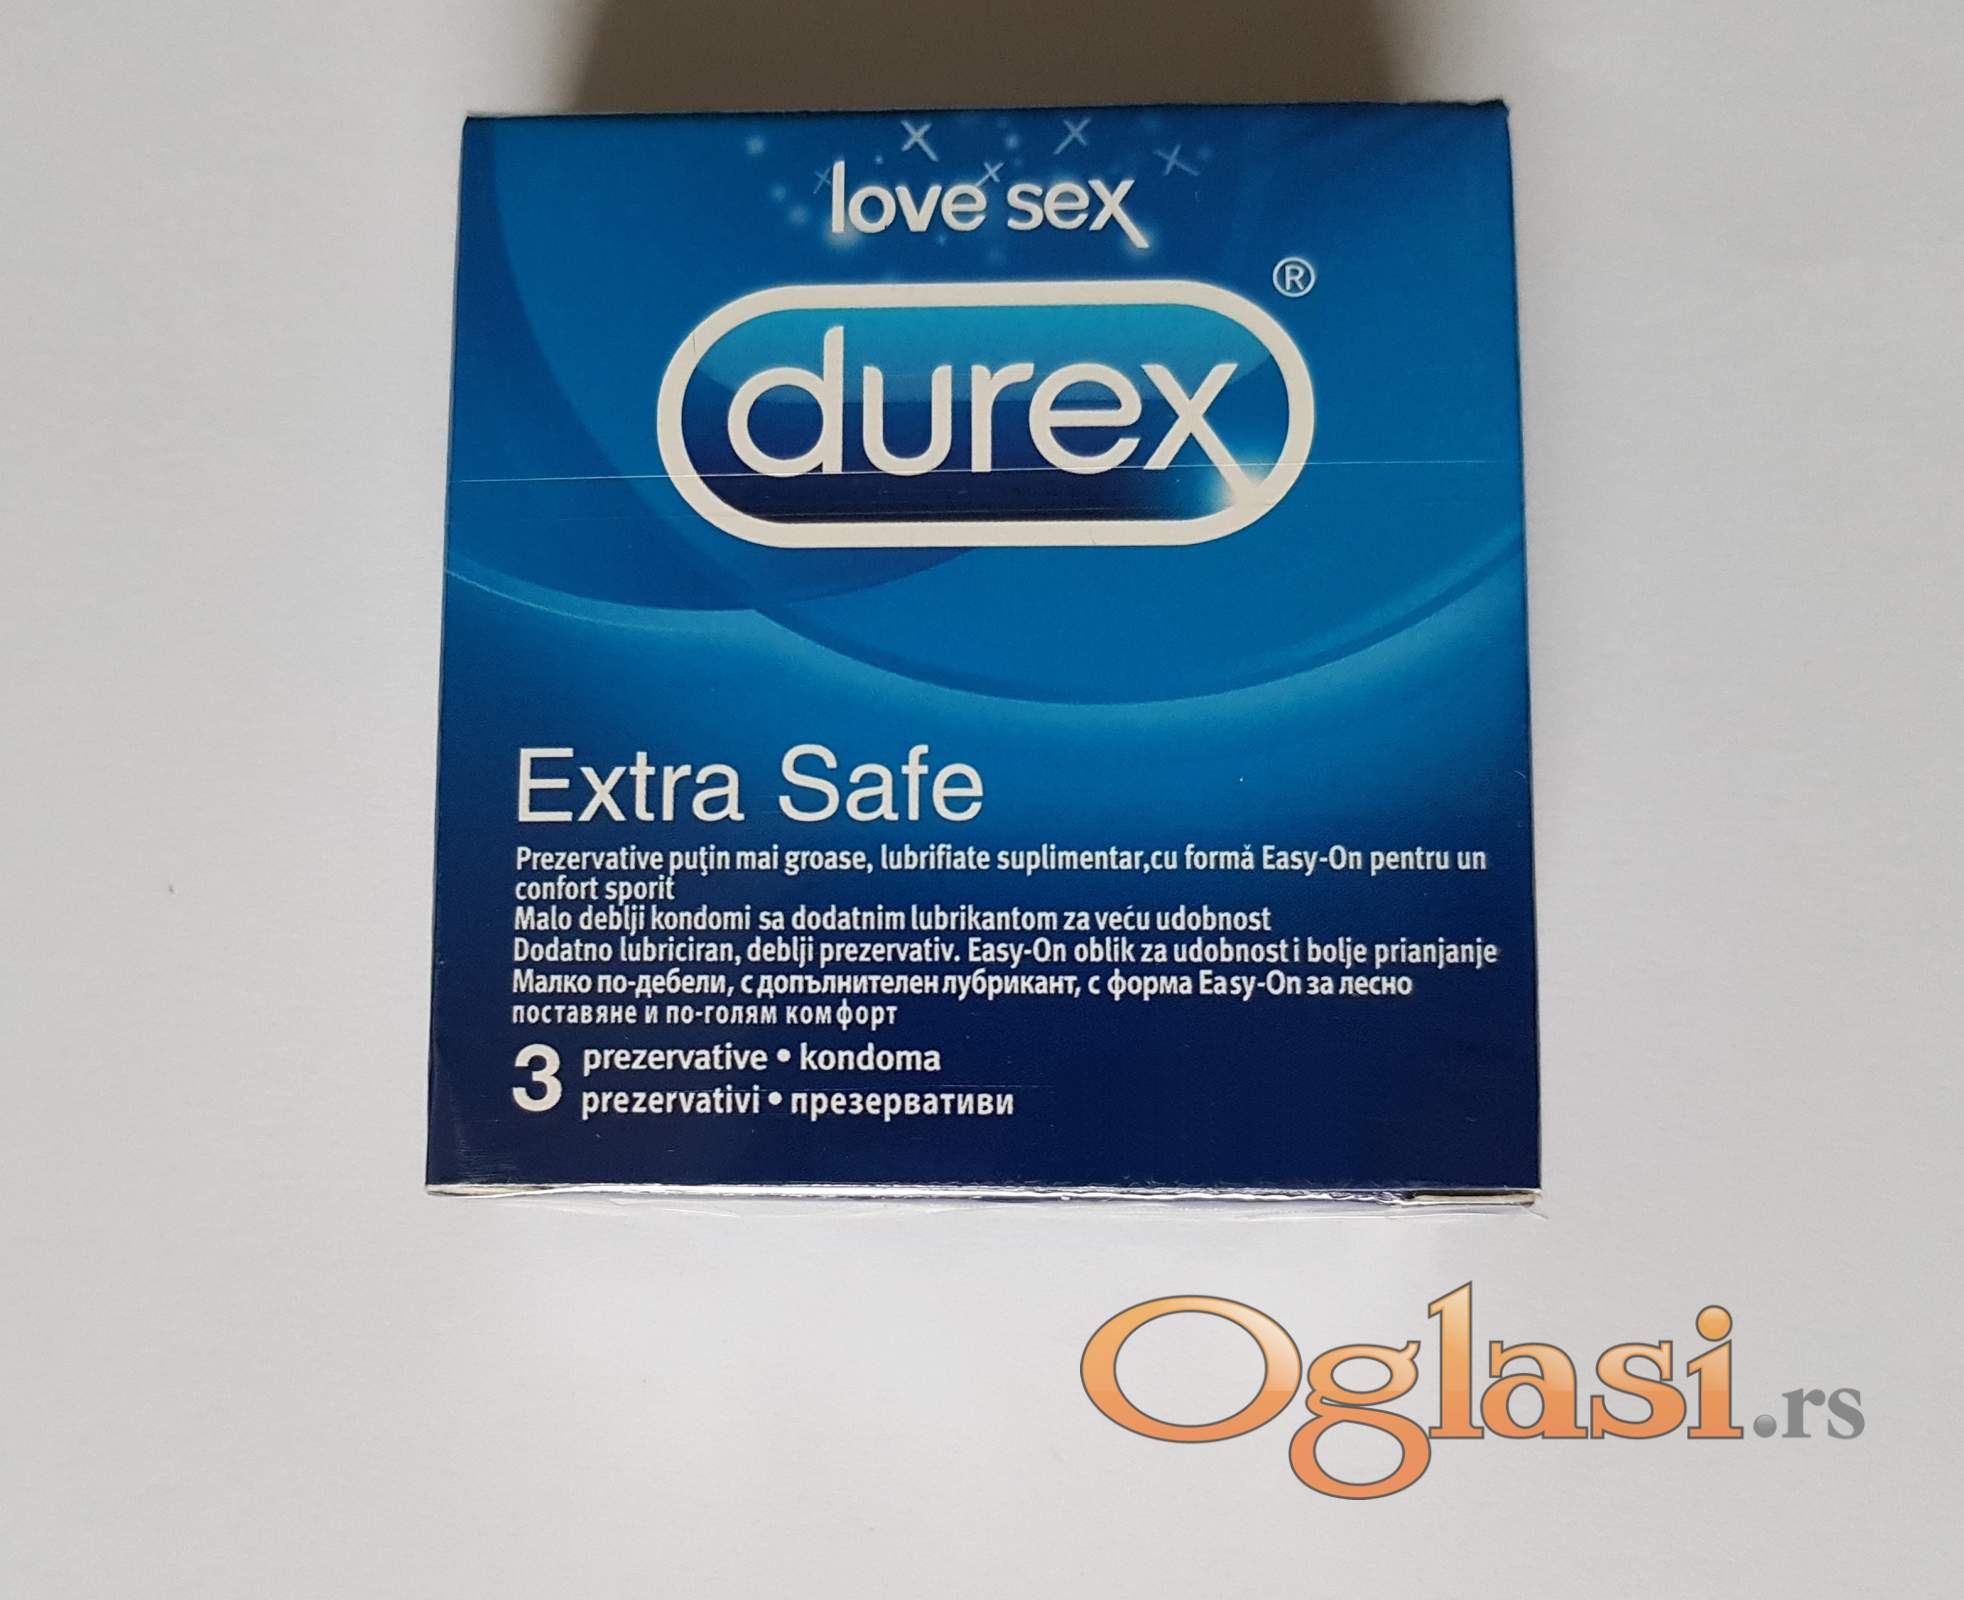 love sex
durex®
Extra Safe
Prezervative puţin mai groase, lubrifiate suplimentar,cu formă Easy-On pentru un
confort sporit
Malo deblji kondomi sa dodatnim lubrikantom za veću udobnost
Dodatno lubriciran, deblji prezervativ. Easy-On oblik za udobnost i bolje prianjanje
Малко по-дебели, с допълнителен лубрикант, с форма Easy-On за лесно
поставяне и по-голям комфорт
3 prezervative • kondoma
prezervativi • презервативи
Oglasi.rs